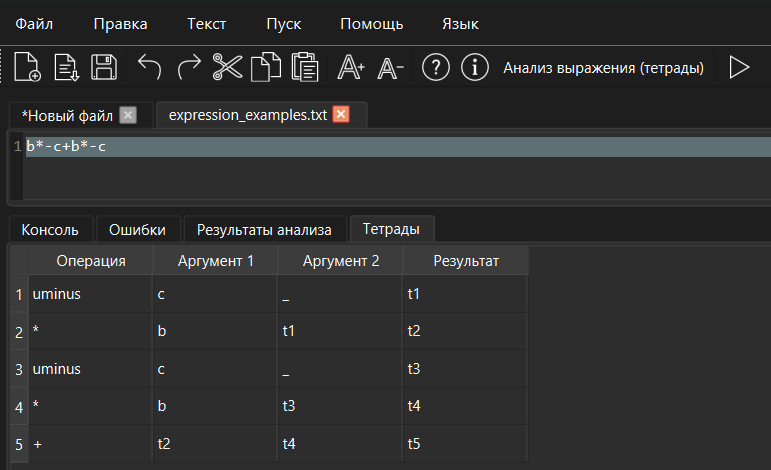 Файл Правка Текст Пуск Помощь Язык
A+ A- ? i Анализ выражения (тетрады)
*Новый файл expression_examples.txt
1 b*-c+b*-c
Консоль Ошибки Результаты анализа Тетрады
Операция Аргумент 1 Аргумент 2 Результат
1 uminus c _ t1
2 * b t1 t2
3 uminus c _ t3
4 * b t3 t4
5 + t2 t4 t5